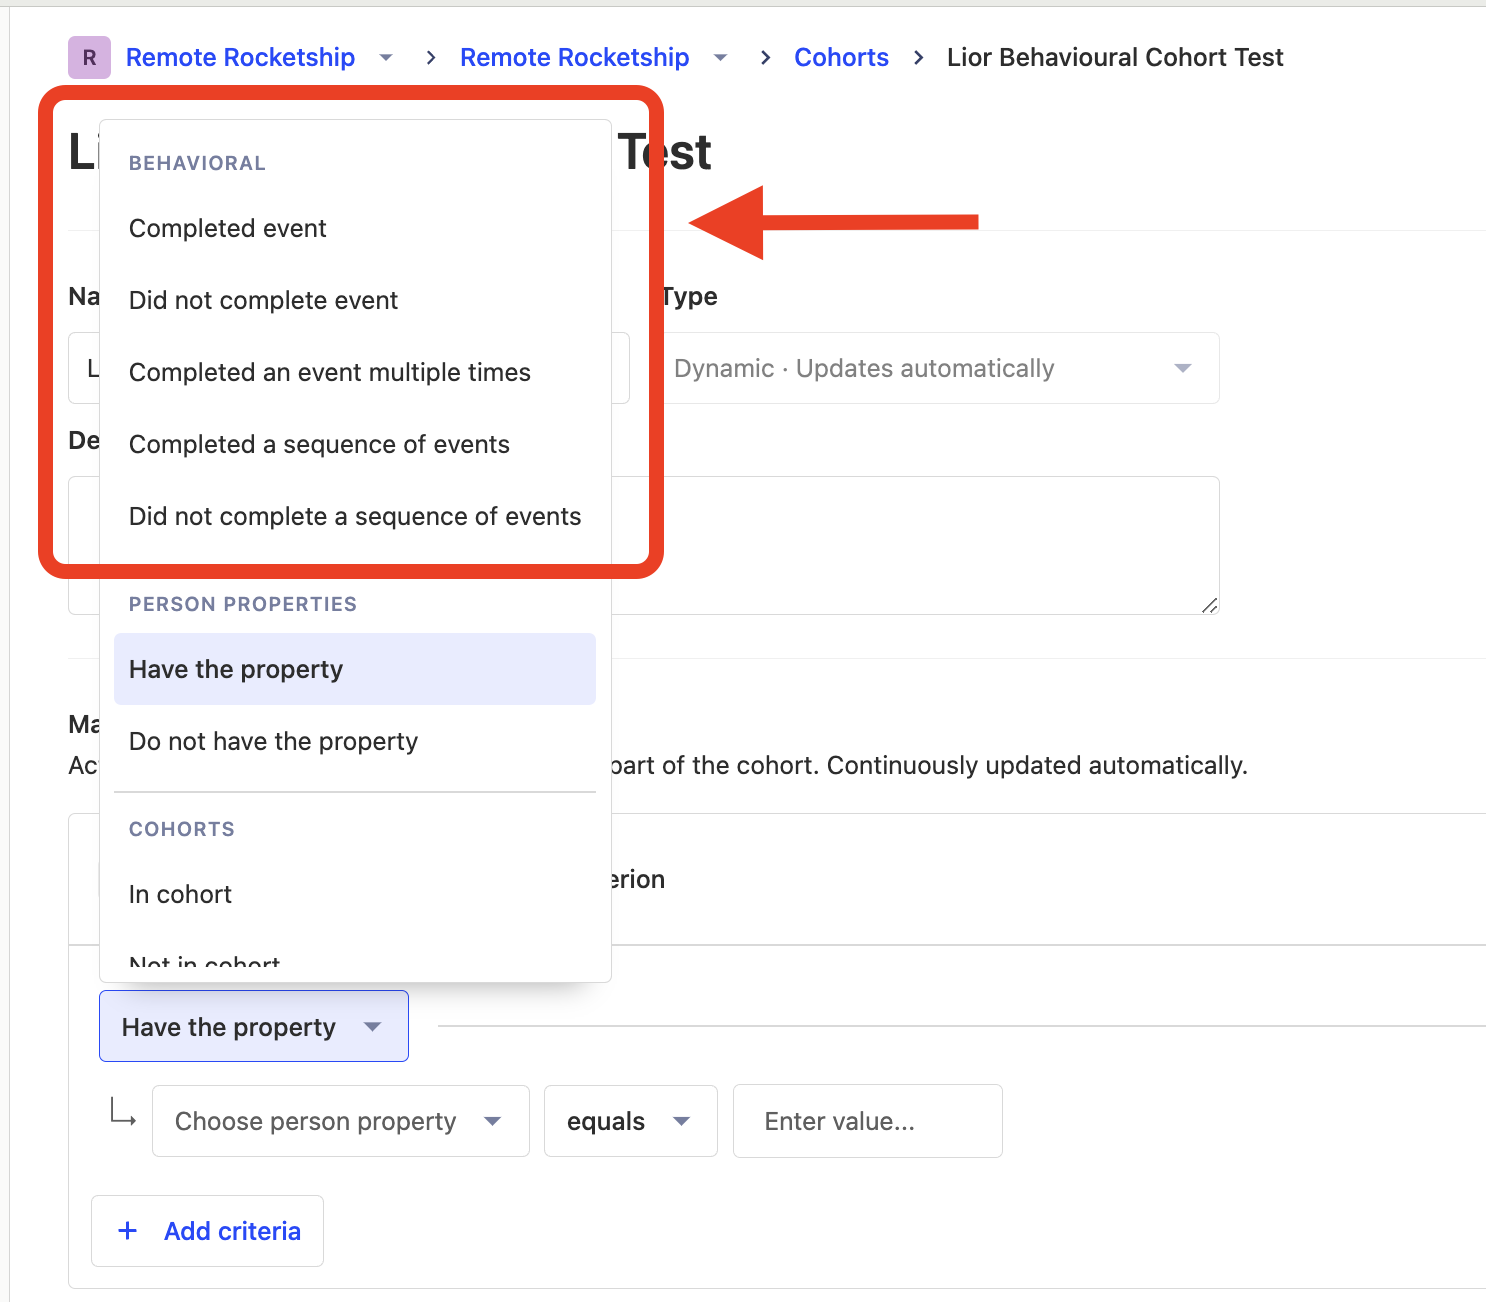 R Remote Rocketship > Remote Rocketship > Cohorts > Lior Behavioural Cohort Test
Li Test
BEHAVIORAL
Completed event
Did not complete event
Na Type
Completed an event multiple times
L Dynamic · Updates automatically
De
Completed a sequence of events
Did not complete a sequence of events
PERSON PROPERTIES
Have the property
Do not have the property
Ma
Ac part of the cohort. Continuously updated automatically.
COHORTS
In cohort
erion
Not in cohort
Have the property
Choose person property equals Enter value...
+ Add criteria